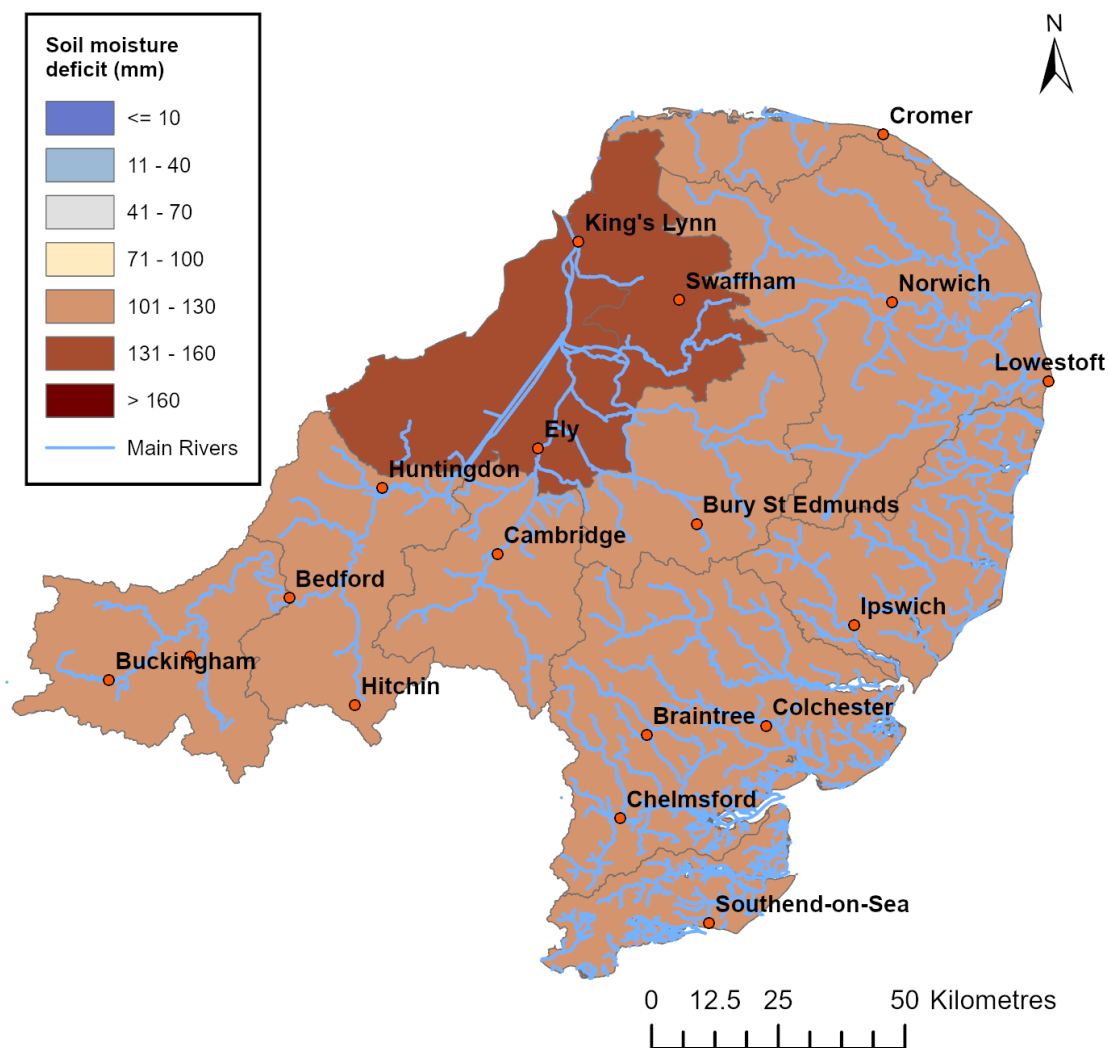 Soil moisture
deficit (mm)
<= 10
11 - 40
41 - 70
71 - 100
101 - 130
131 - 160
> 160
Main Rivers
N
Cromer
King's Lynn
Swaffham
Norwich
Lowestoft
Ely
Huntingdon
Bury St Edmunds
Cambridge
Bedford
Ipswich
Buckingham
Hitchin
Colchester
Braintree
Chelmsford
Southend-on-Sea
0 12.5 25 50 Kilometres